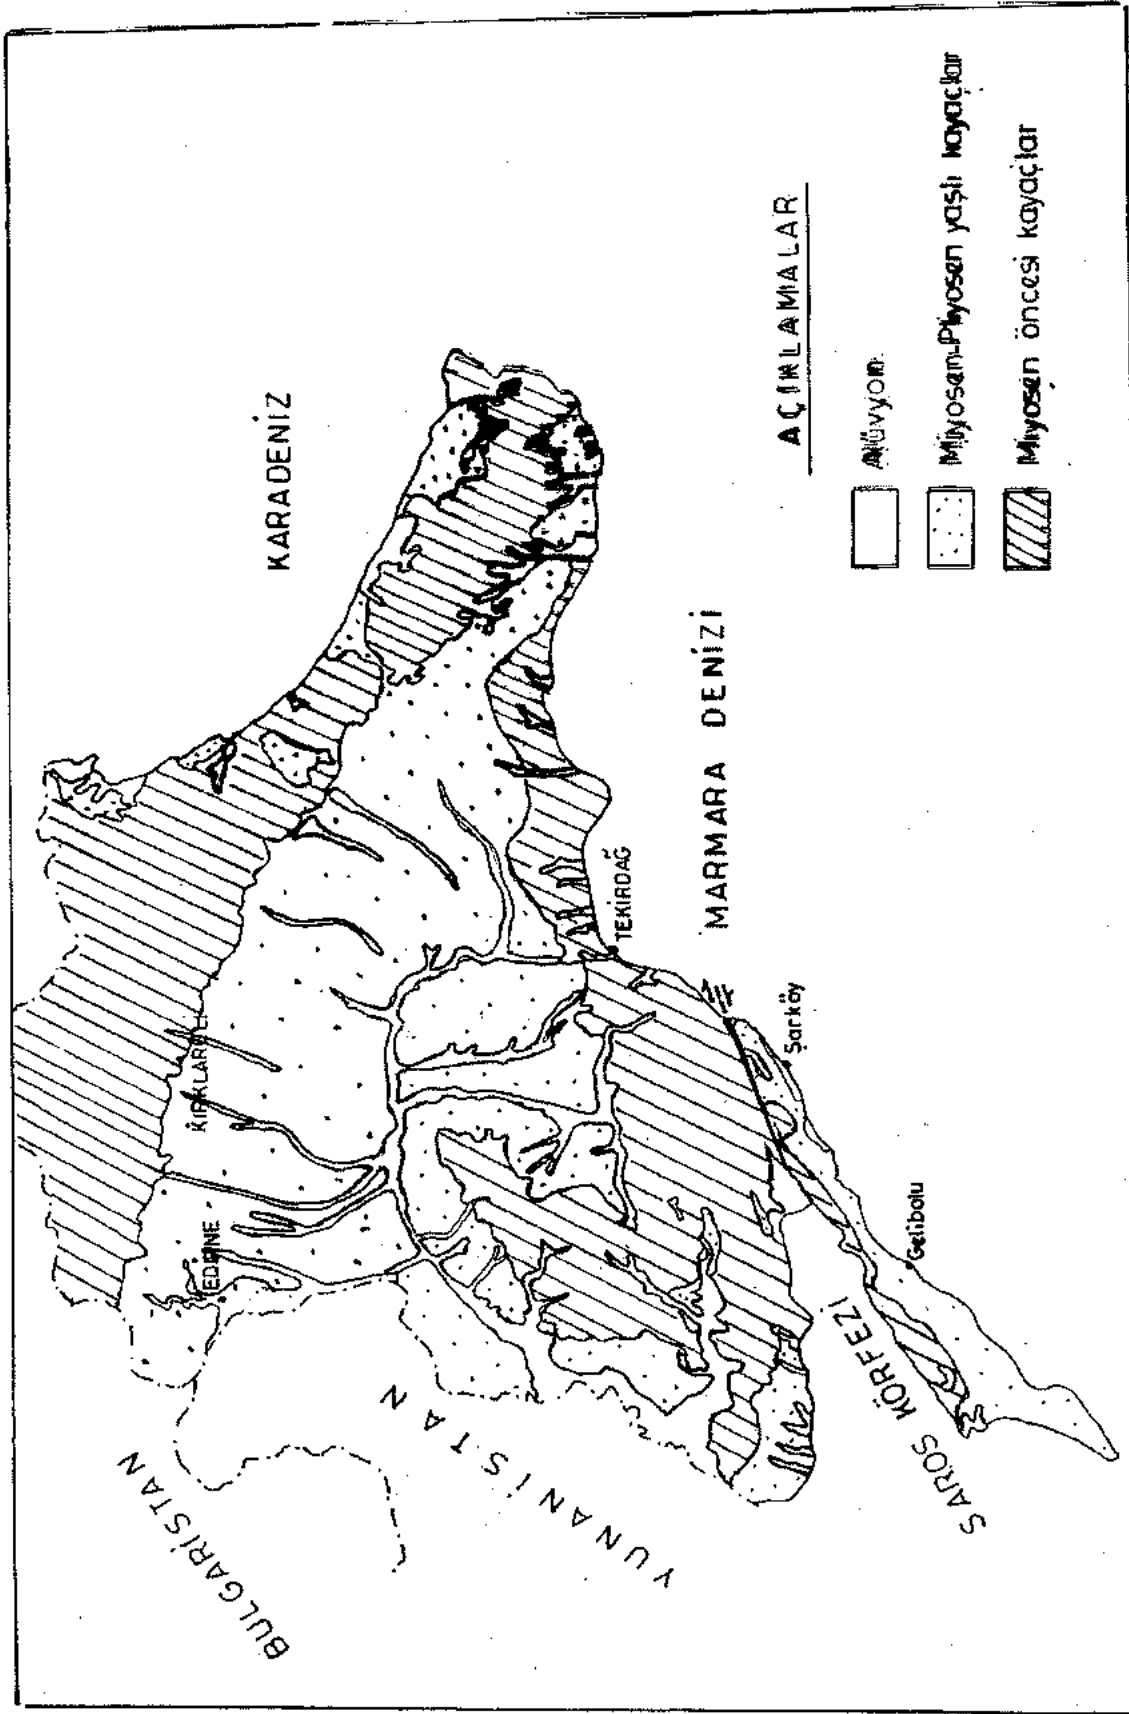 KARADENİZ
BULGARİSTAN
KIRKLARELİ
EDİRNE
YUNANİSTAN
TEKİRDAĞ
MARMARA DENİZİ
Şarköy
Gelibolu
SAROS KÖRFEZİ
AÇIKLAMALAR
Alüvyon
Miyosen-Pliyosen yaşlı kayaçlar
Miyosen öncesi kayaçlar